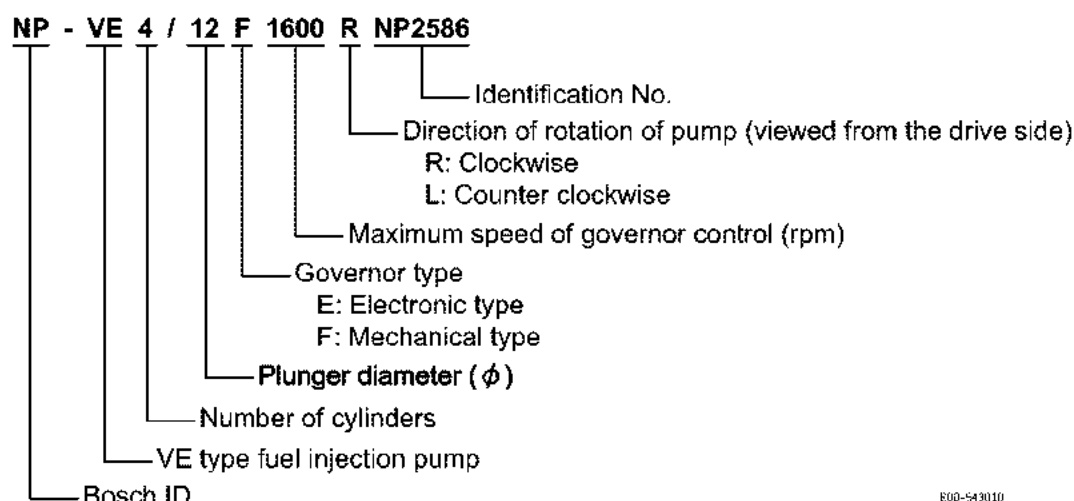 NP - VE 4 / 12 F 1600 R NP2586
Identification No.
Direction of rotation of pump (viewed from the drive side)
R: Clockwise
L: Counter clockwise
Maximum speed of governor control (rpm)
Governor type
E: Electronic type
F: Mechanical type
Plunger diameter (ϕ)
Number of cylinders
VE type fuel injection pump
Bosch ID
E00-543010